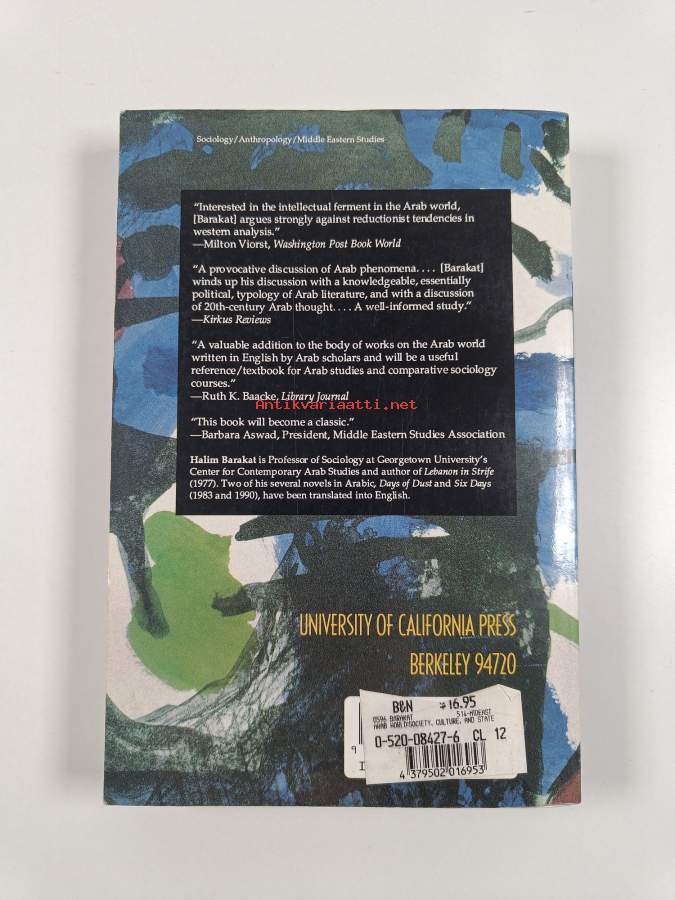 Sociology/Anthropology/Middle Eastern Studies
“Interested in the intellectual ferment in the Arab world,
[Barakat] argues strongly against reductionist tendencies in
western analysis.”
—Milton Viorst, Washington Post Book World
“A provocative discussion of Arab phenomena. . . . [Barakat]
winds up his discussion with a knowledgeable, essentially
political, typology of Arab literature, and with a discussion
of 20th-century Arab thought. . . . A well-informed study.”
—Kirkus Reviews
“A valuable addition to the body of works on the Arab world
written in English by Arab scholars and will be a useful
reference/textbook for Arab studies and comparative sociology
courses.”
—Ruth K. Baacke, Library Journal
Antikvariaatti.net
“This book will become a classic.”
—Barbara Aswad, President, Middle Eastern Studies Association
Halim Barakat is Professor of Sociology at Georgetown University’s
Center for Contemporary Arab Studies and author of Lebanon in Strife
(1977). Two of his several novels in Arabic, Days of Dust and Six Days
(1983 and 1990), have been translated into English.
UNIVERSITY OF CALIFORNIA PRESS
BERKELEY 94720
B&N $16.95
BARAKAT 514-MIDEAST
ARAB WORLD:SOCIETY, CULTURE, AND STATE
0-520-08427-6 CL 12
9
I
4 379502 016953